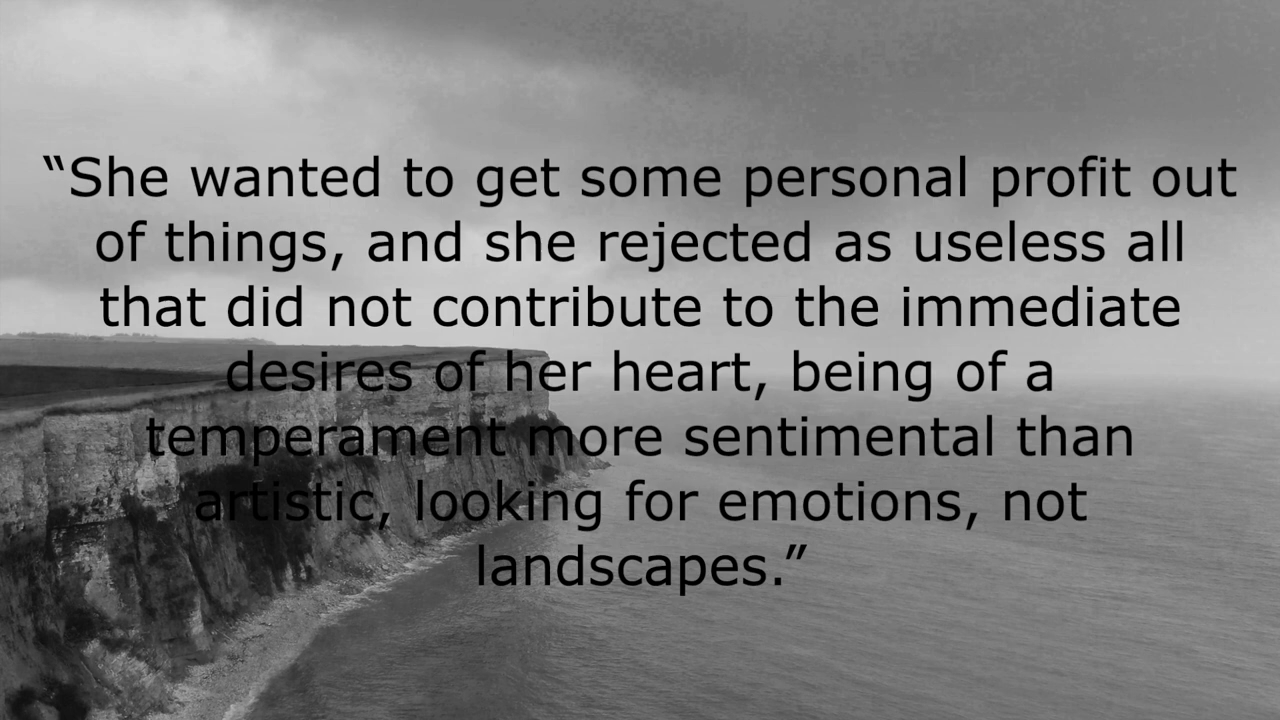 “She wanted to get some personal profit out
of things, and she rejected as useless all
that did not contribute to the immediate
desires of her heart, being of a
temperament more sentimental than
artistic, looking for emotions, not
landscapes.”